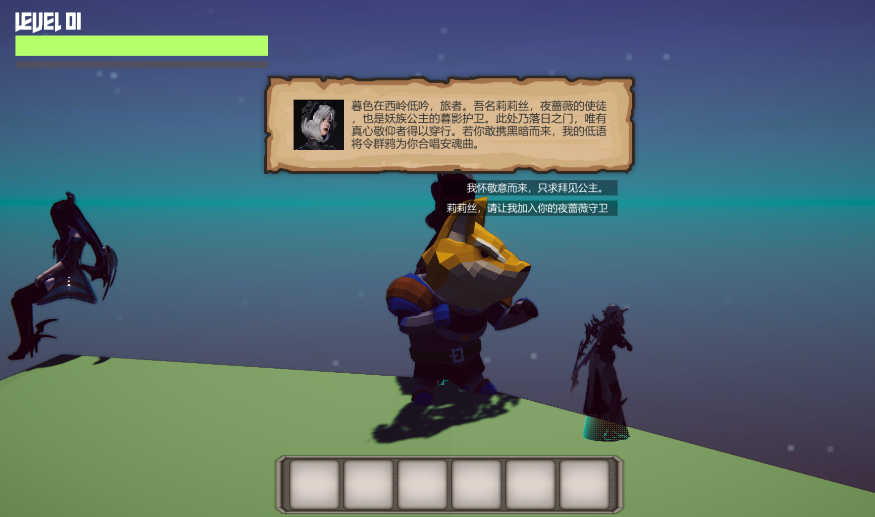 LEVEL 01
暮色在西岭低吟，旅者。吾名莉莉丝，夜蔷薇的使徒
，也是妖族公主的暮影护卫。此处乃落日之门，唯有
真心敬仰者得以穿行。若你敢携黑暗而来，我的低语
将令群鸦为你合唱安魂曲。
我怀敬意而来，只求拜见公主。
莉莉丝，请让我加入你的夜蔷薇守卫